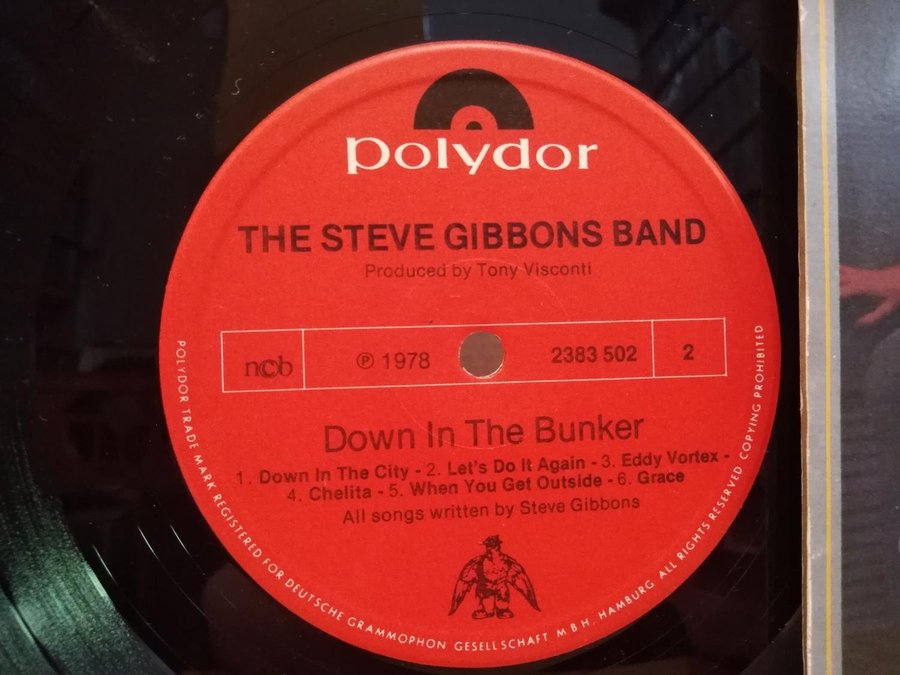 polydor
THE STEVE GIBBONS BAND
Produced by Tony Visconti
ncb
℗ 1978
2383 502
2
Down In The Bunker
1. Down In The City - 2. Let's Do It Again - 3. Eddy Vortex -
4. Chelita - 5. When You Get Outside - 6. Grace
All songs written by Steve Gibbons
POLYDOR TRADE MARK REGISTERED FOR DEUTSCHE GRAMMOPHON GESELLSCHAFT MBH, HAMBURG ALL RIGHTS RESERVED COPYING PROHIBITED